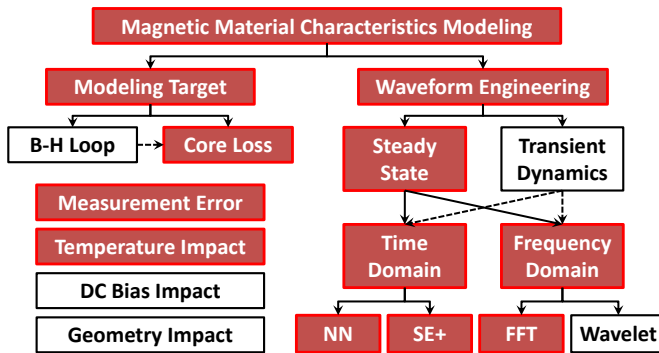 Magnetic Material Characteristics Modeling
Modeling Target
Waveform Engineering
B-H Loop
Core Loss
Steady
State
Transient
Dynamics
Measurement Error
Temperature Impact
DC Bias Impact
Geometry Impact
Time
Domain
Frequency
Domain
NN
SE+
FFT
Wavelet